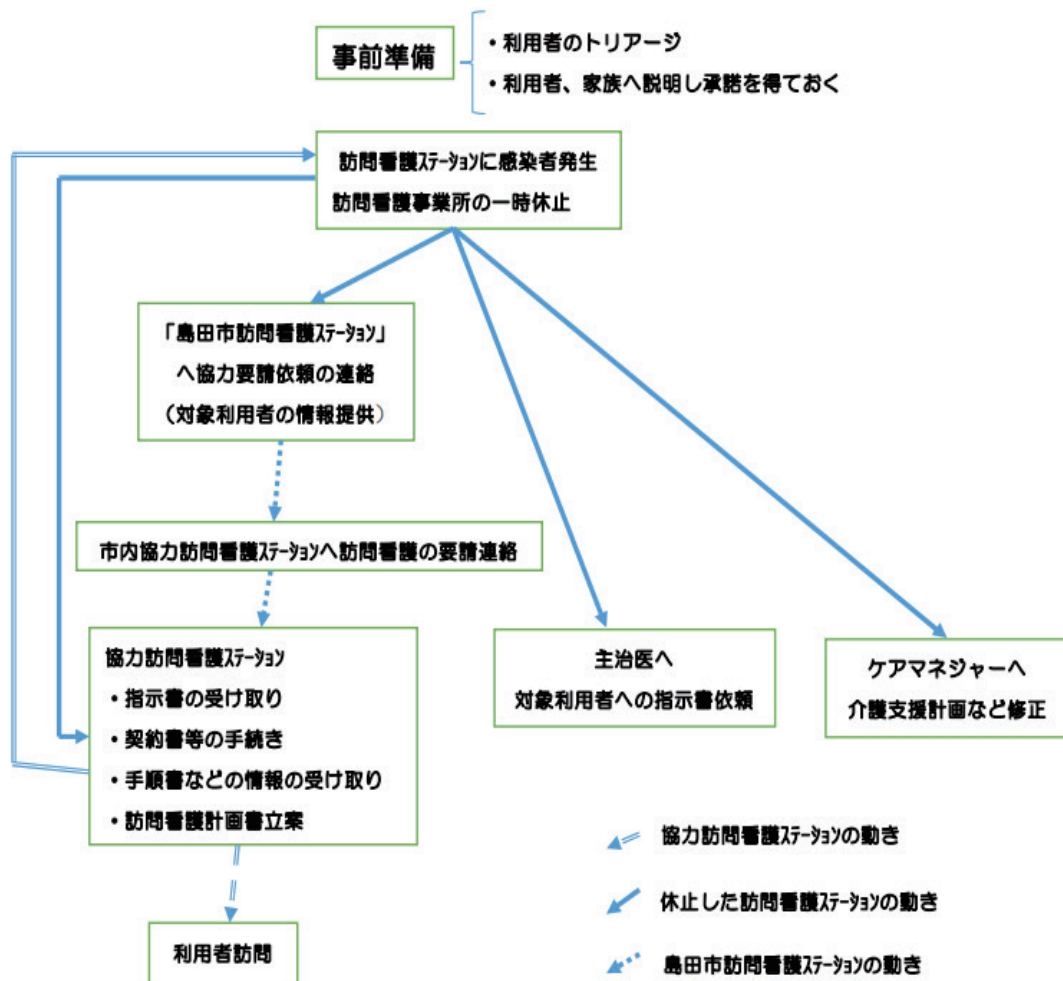 事前準備
・利用者のトリアージ
・利用者、家族へ説明し承諾を得ておく
訪問看護ｽﾃｰｼｮﾝに感染者発生
訪問看護事業所の一時休止
「島田市訪問看護ｽﾃｰｼｮﾝ」
へ協力要請依頼の連絡
（対象利用者の情報提供）
市内協力訪問看護ｽﾃｰｼｮﾝへ訪問看護の要請連絡
協力訪問看護ｽﾃｰｼｮﾝ
・指示書の受け取り
・契約書等の手続き
・手順書などの情報の受け取り
・訪問看護計画書立案
主治医へ
対象利用者への指示書依頼
ケアマネジャーへ
介護支援計画など修正
利用者訪問
協力訪問看護ｽﾃｰｼｮﾝの動き
休止した訪問看護ｽﾃｰｼｮﾝの動き
島田市訪問看護ｽﾃｰｼｮﾝの動き